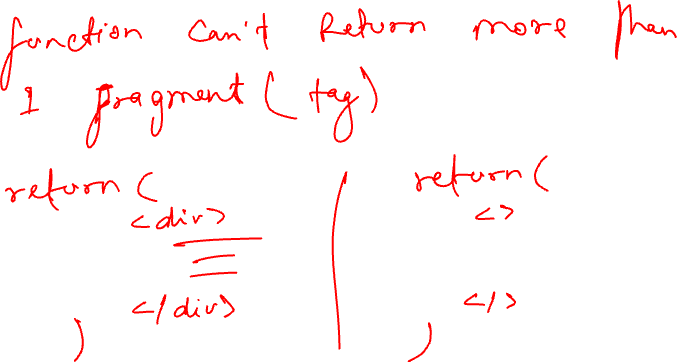 function can't Return more than
1 fragment ( tag )
return (
<div>
</div>
)
return (
<>
</>
)